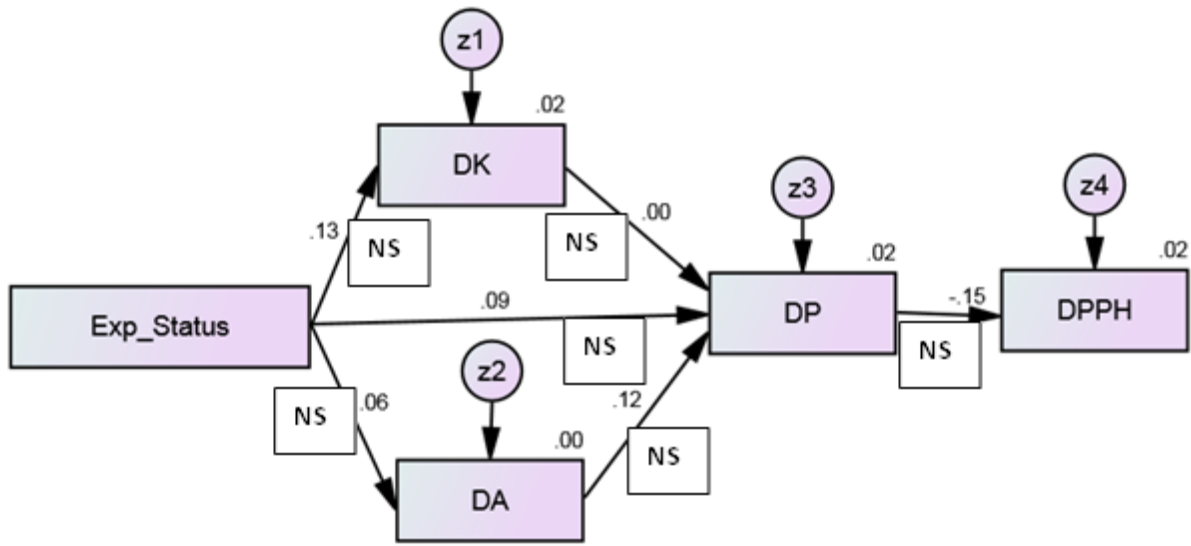 z1
.02
DK
z3
z4
.13
NS
NS
.00
.02
.02
Exp_Status
.09
NS
DP
-.15
NS
DPPH
z2
NS
.06
.12
NS
.00
DA